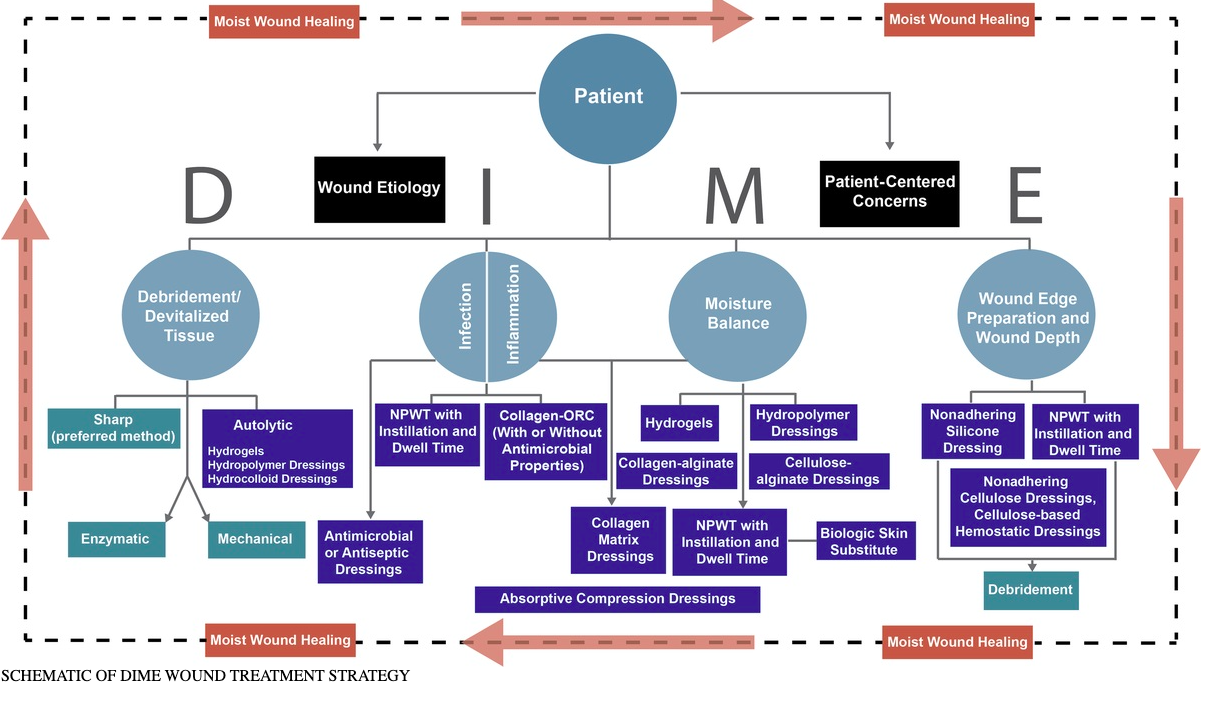 Moist Wound Healing
Moist Wound Healing
Patient
Wound Etiology
Patient-Centered
Concerns
D
I
M
E
Debridement/
Devitalized
Tissue
Infection
Inflammation
Moisture
Balance
Wound Edge
Preparation and
Wound Depth
Sharp
(preferred method)
Autolytic
Hydrogels
Hydropolymer Dressings
Hydrocolloid Dressings
Enzymatic
Mechanical
NPWT with
Instillation and
Dwell Time
Collagen-ORC
(With or Without
Antimicrobial
Properties)
Antimicrobial
or Antiseptic
Dressings
Hydrogels
Hydropolymer
Dressings
Collagen-alginate
Dressings
Cellulose-
alginate Dressings
Collagen
Matrix
Dressings
NPWT with
Instillation and
Dwell Time
Biologic Skin
Substitute
Absorptive Compression Dressings
Nonadhering
Silicone
Dressing
NPWT with
Instillation and
Dwell Time
Nonadhering
Cellulose Dressings,
Cellulose-based
Hemostatic Dressings
Debridement
Moist Wound Healing
Moist Wound Healing
SCHEMATIC OF DIME WOUND TREATMENT STRATEGY